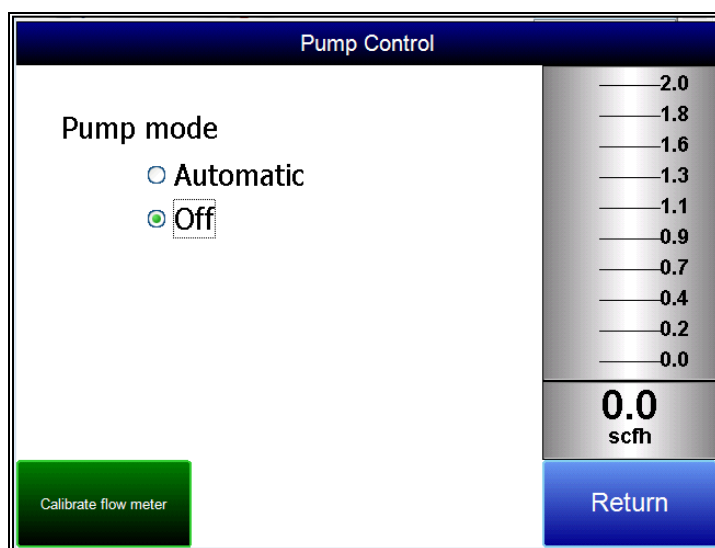 Pump Control
Pump mode
Automatic
Off
2.0
1.8
1.6
1.3
1.1
0.9
0.7
0.4
0.2
0.0
0.0
scfh
Calibrate flow meter
Return